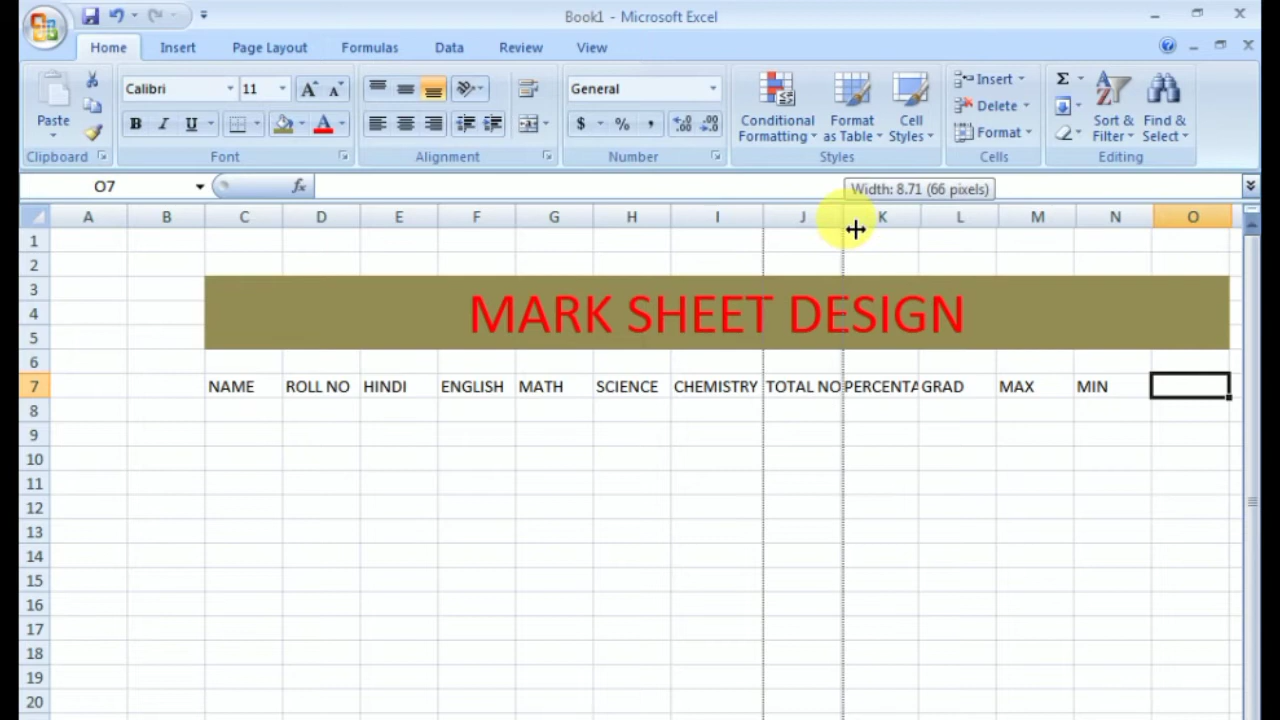 Book1 - Microsoft Excel
Home Insert Page Layout Formulas Data Review View
Calibri 11 General
Paste B I U A $ % , Conditional Formatting Format as Table Cell Styles Insert Delete Format Σ Sort & Filter Find & Select
Clipboard Font Alignment Number Styles Cells Editing
O7 fx Width: 8.71 (66 pixels)
A B C D E F G H I J K L M N O
1
2
3
4 MARK SHEET DESIGN
5
6
7 NAME ROLL NO HINDI ENGLISH MATH SCIENCE CHEMISTRY TOTAL NO PERCENTA GRAD MAX MIN
8
9
10
11
12
13
14
15
16
17
18
19
20